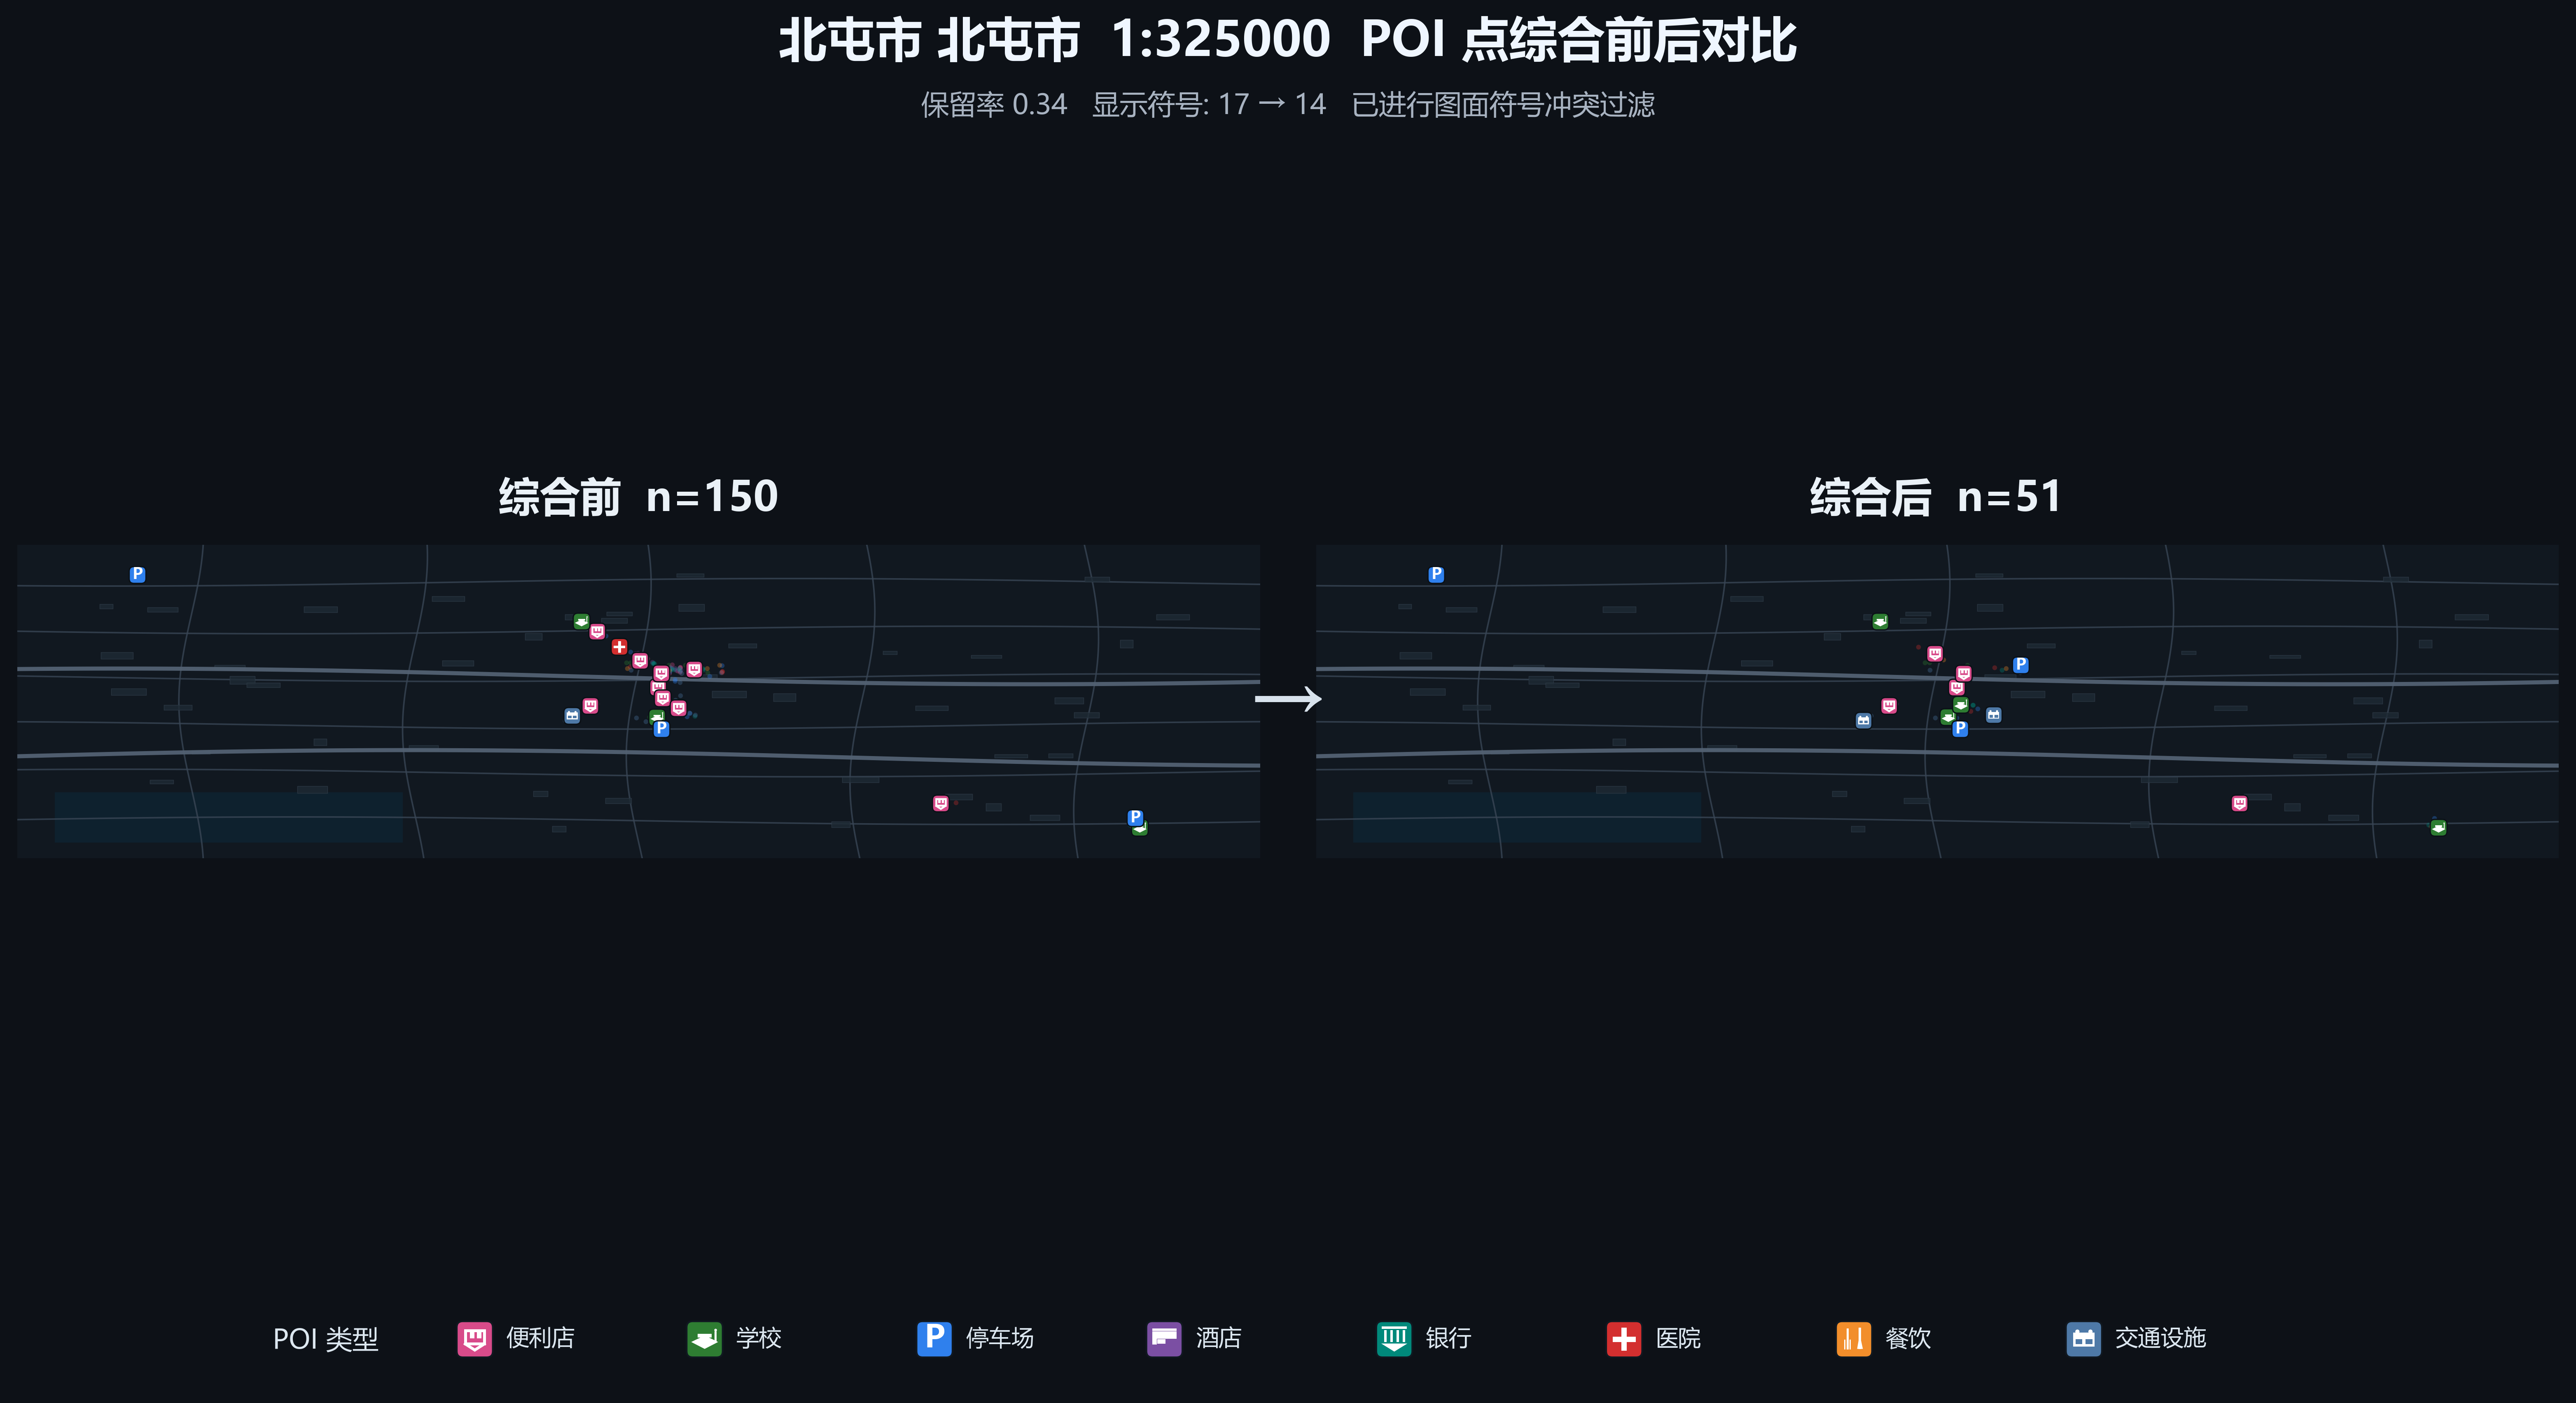 北屯市 北屯市 1:325000 POI 点综合前后对比
保留率 0.34 显示符号: 17 → 14 已进行图面符号冲突过滤
综合前 n=150
综合后 n=51
POI 类型 便利店 学校 P 停车场 酒店 银行 医院 餐饮 交通设施